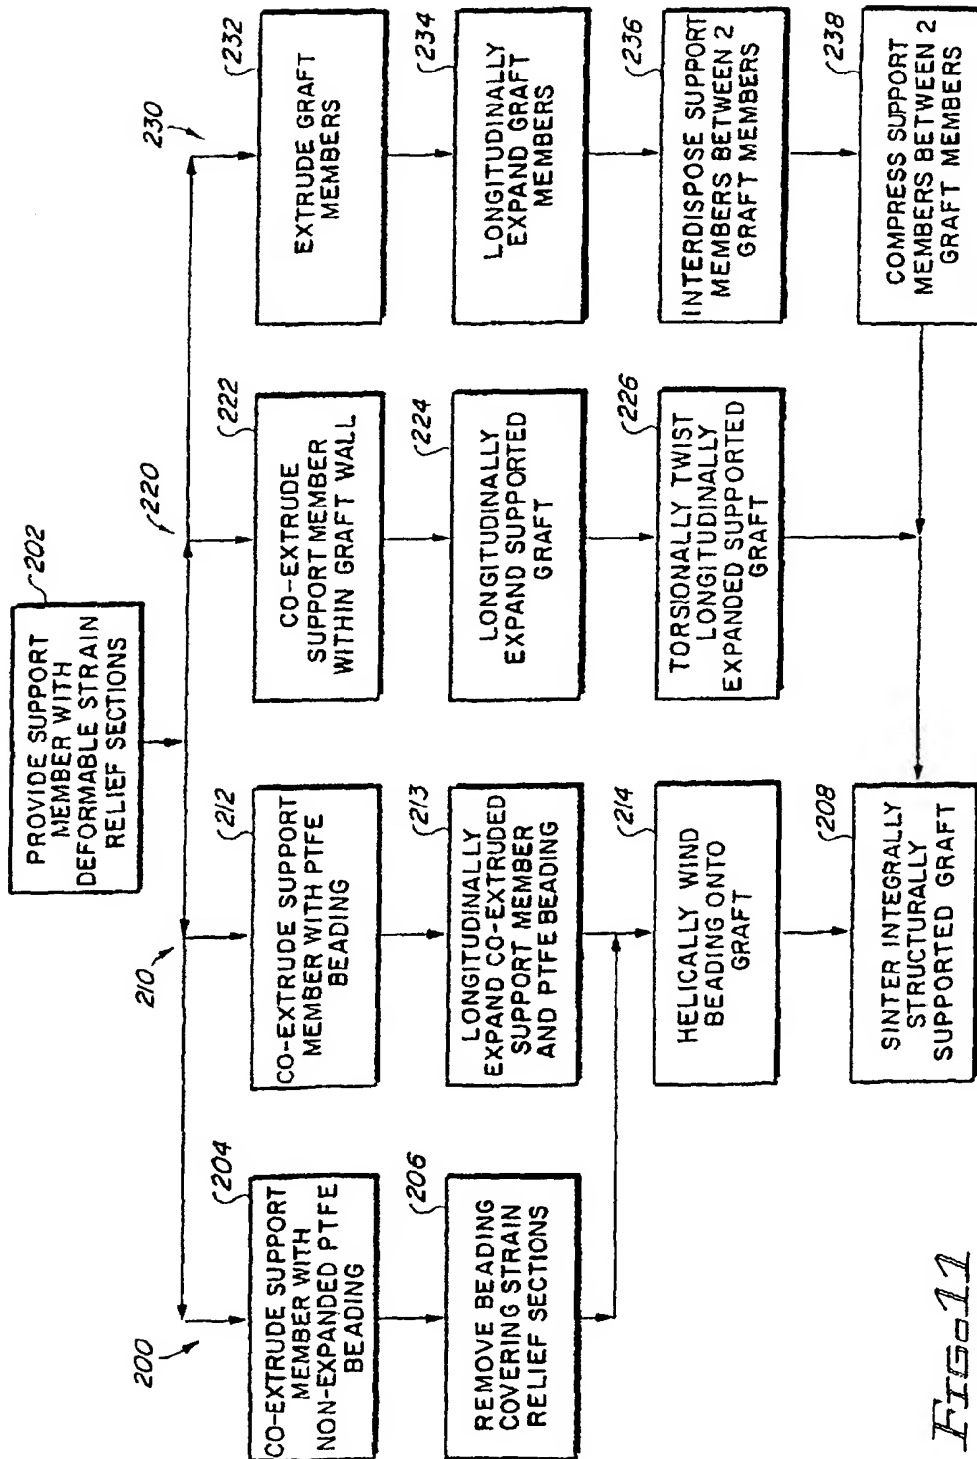 202
PROVIDE SUPPORT
MEMBER WITH
DEFORMABLE STRAIN
RELIEF SECTIONS
200
204
CO-EXTRUDE SUPPORT
MEMBER WITH
NON-EXPANDED PTFE
BEADING
206
REMOVE BEADING
COVERING STRAIN
RELIEF SECTIONS
210
212
CO-EXTRUDE SUPPORT
MEMBER WITH PTFE
BEADING
213
LONGITUDINALLY
EXPAND CO-EXTRUDED
SUPPORT MEMBER
AND PTFE BEADING
214
HELICALLY WIND
BEADING ONTO
GRAFT
208
SINTER INTEGRALLY
STRUCTURALLY
SUPPORTED GRAFT
220
222
CO-EXTRUDE
SUPPORT MEMBER
WITHIN GRAFT WALL
224
LONGITUDINALLY
EXPAND SUPPORTED
GRAFT
226
TORSIONALLY TWIST
LONGITUDINALLY
EXPANDED SUPPORTED
GRAFT
230
232
EXTRUDE GRAFT
MEMBERS
234
LONGITUDINALLY
EXPAND GRAFT
MEMBERS
236
INTERDISPOSE SUPPORT
MEMBERS BETWEEN 2
GRAFT MEMBERS
238
COMPRESS SUPPORT
MEMBERS BETWEEN 2
GRAFT MEMBERS
FIG.11